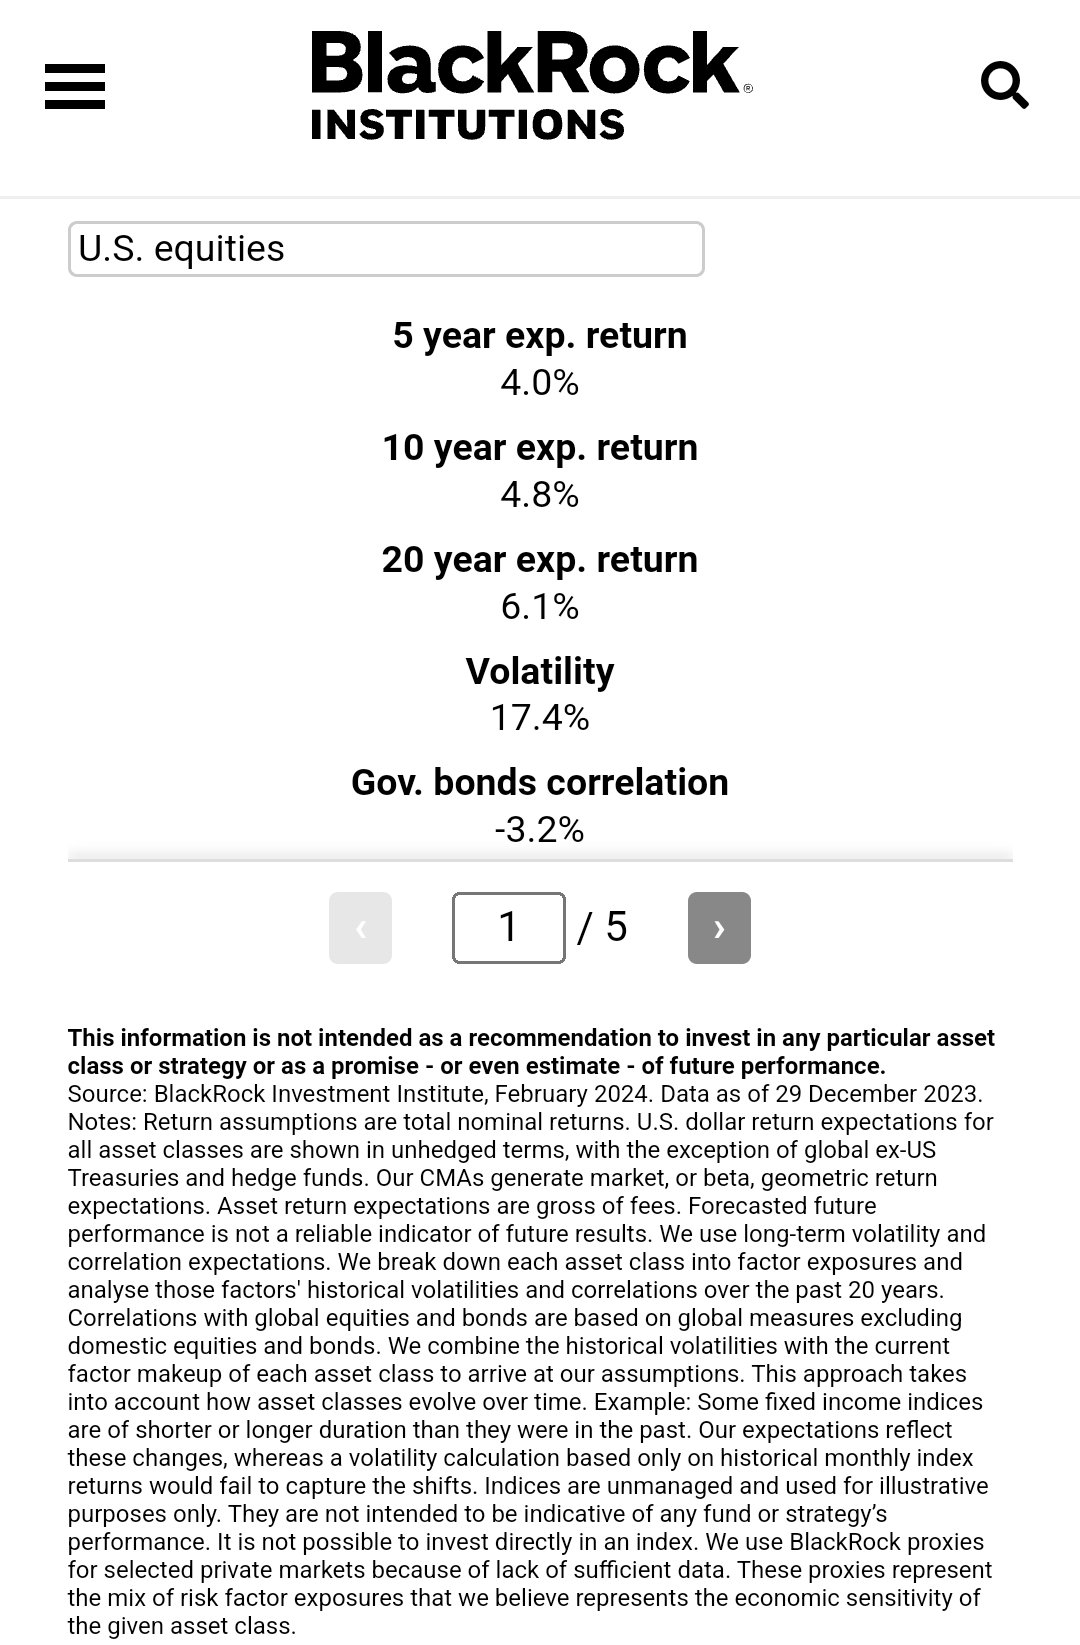 BlackRock®
INSTITUTIONS
U.S. equities
5 year exp. return
4.0%
10 year exp. return
4.8%
20 year exp. return
6.1%
Volatility
17.4%
Gov. bonds correlation
-3.2%
‹ 1 / 5 ›
This information is not intended as a recommendation to invest in any particular asset
class or strategy or as a promise - or even estimate - of future performance.
Source: BlackRock Investment Institute, February 2024. Data as of 29 December 2023.
Notes: Return assumptions are total nominal returns. U.S. dollar return expectations for
all asset classes are shown in unhedged terms, with the exception of global ex-US
Treasuries and hedge funds. Our CMAs generate market, or beta, geometric return
expectations. Asset return expectations are gross of fees. Forecasted future
performance is not a reliable indicator of future results. We use long-term volatility and
correlation expectations. We break down each asset class into factor exposures and
analyse those factors' historical volatilities and correlations over the past 20 years.
Correlations with global equities and bonds are based on global measures excluding
domestic equities and bonds. We combine the historical volatilities with the current
factor makeup of each asset class to arrive at our assumptions. This approach takes
into account how asset classes evolve over time. Example: Some fixed income indices
are of shorter or longer duration than they were in the past. Our expectations reflect
these changes, whereas a volatility calculation based only on historical monthly index
returns would fail to capture the shifts. Indices are unmanaged and used for illustrative
purposes only. They are not intended to be indicative of any fund or strategy’s
performance. It is not possible to invest directly in an index. We use BlackRock proxies
for selected private markets because of lack of sufficient data. These proxies represent
the mix of risk factor exposures that we believe represents the economic sensitivity of
the given asset class.